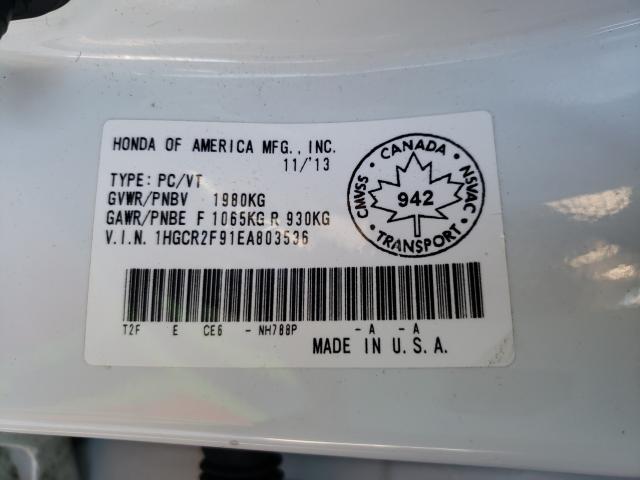 HONDA OF AMERICA MFG., INC.
11/'13
TYPE: PC/VT
GVWR/PNBV 1980KG
GAWR/PNBE F 1065KG R 930KG
V.I.N. 1HGCR2F91EA803536
CANADA
CMVSS
NSVAC
942
TRANSPORT
T2F E CE6 - NH788P - A - A
MADE IN U.S.A.